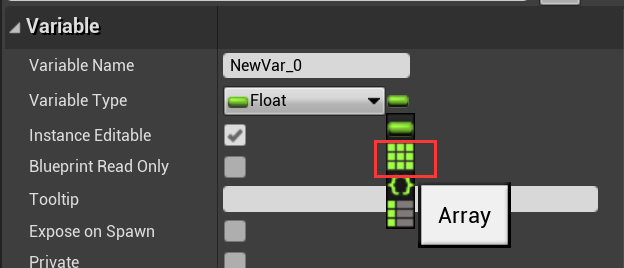 Variable
Variable Name NewVar_0
Variable Type Float
Instance Editable
Blueprint Read Only
Tooltip
Array
Expose on Spawn
Private